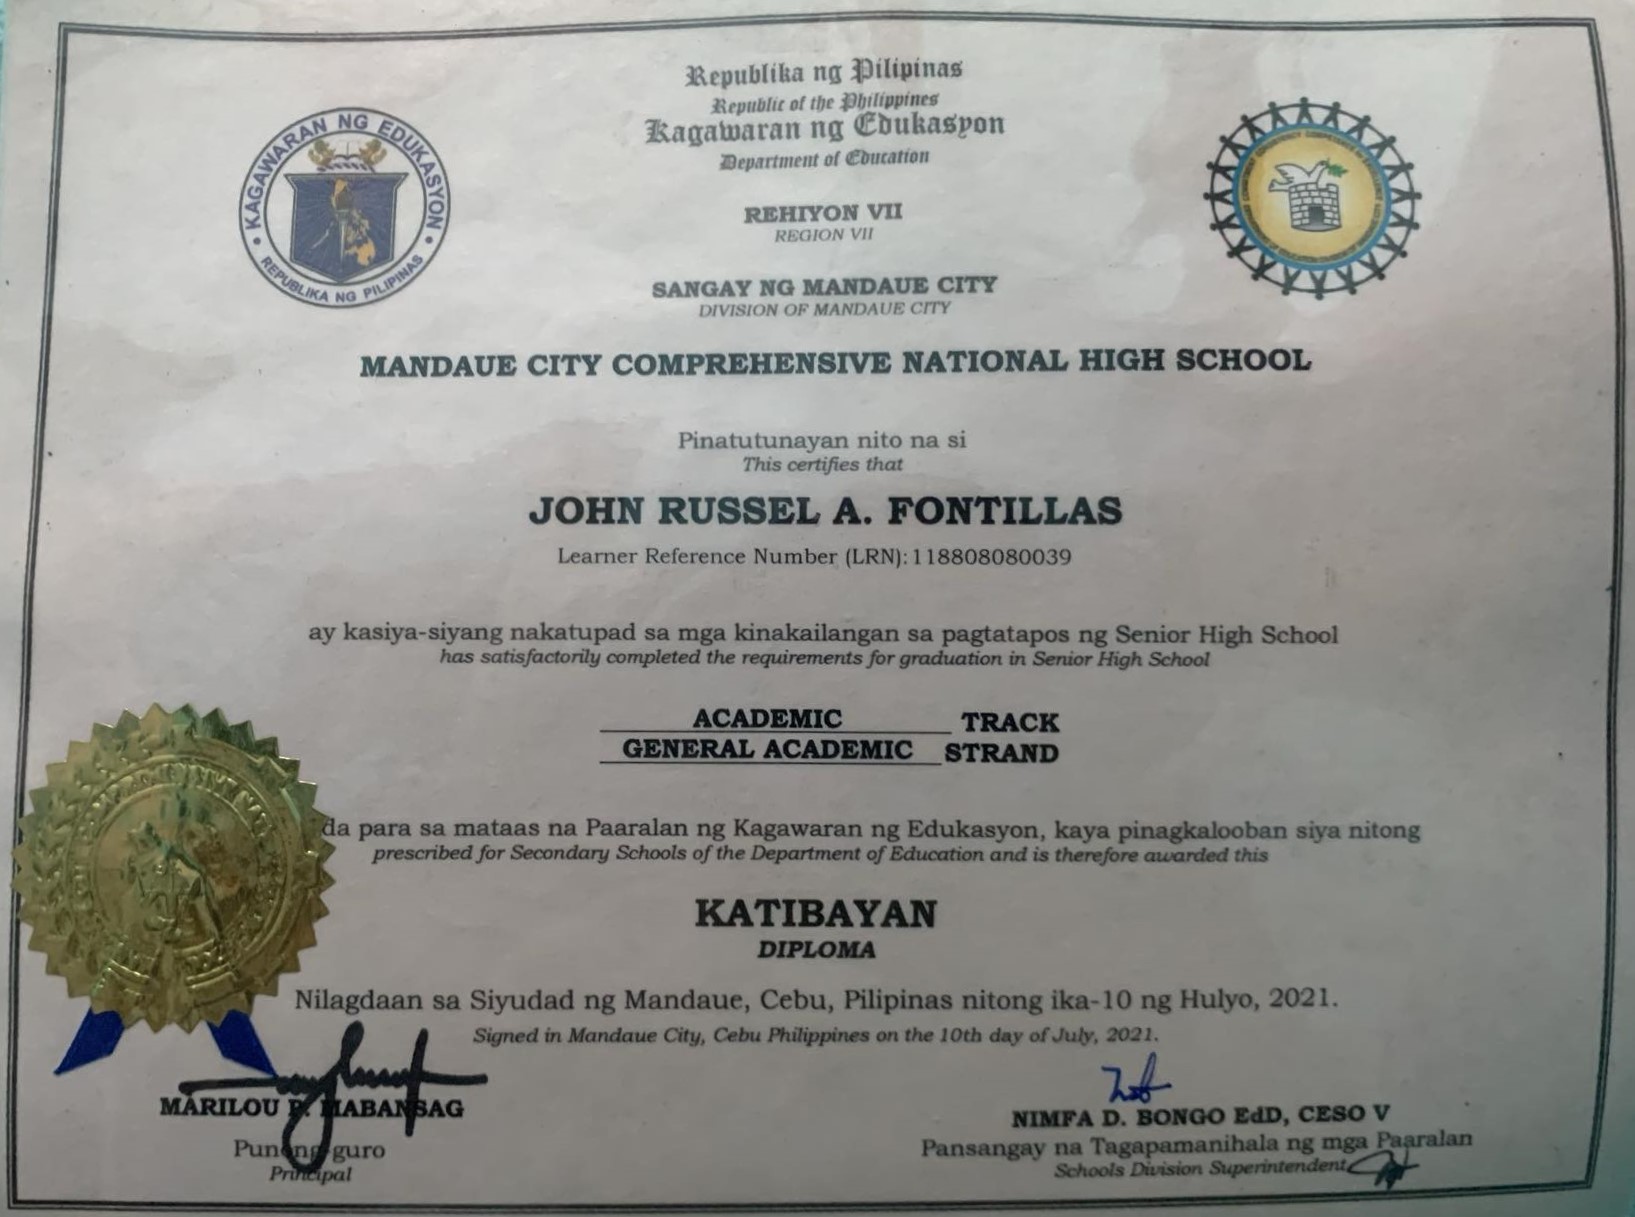 Republika ng Pilipinas
Republic of the Philippines
Kagawaran ng Edukasyon
Department of Education
KAGAWARAN NG EDUKASYON
REPUBLIKA NG PILIPINAS
REHIYON VII
REGION VII
SANGAY NG MANDAUE CITY
DIVISION OF MANDAUE CITY
MANDAUE CITY COMPREHENSIVE NATIONAL HIGH SCHOOL
Pinatutunayan nito na si
This certifies that
JOHN RUSSEL A. FONTILLAS
Learner Reference Number (LRN): 118808080039
ay kasiya-siyang nakatupad sa mga kinakailangan sa pagtatapos ng Senior High School
has satisfactorily completed the requirements for graduation in Senior High School
ACADEMIC TRACK
GENERAL ACADEMIC STRAND
da para sa mataas na Paaralan ng Kagawaran ng Edukasyon, kaya pinagkalooban siya nitong
prescribed for Secondary Schools of the Department of Education and is therefore awarded this
KATIBAYAN
DIPLOMA
Nilagdaan sa Siyudad ng Mandaue, Cebu, Pilipinas nitong ika-10 ng Hulyo, 2021.
Signed in Mandaue City, Cebu Philippines on the 10th day of July, 2021.
MARILOU P. MABANSAG
Punong-guro
Principal
NIMFA D. BONGO EdD, CESO V
Pansangay na Tagapamanihala ng mga Paaralan
Schools Division Superintendent